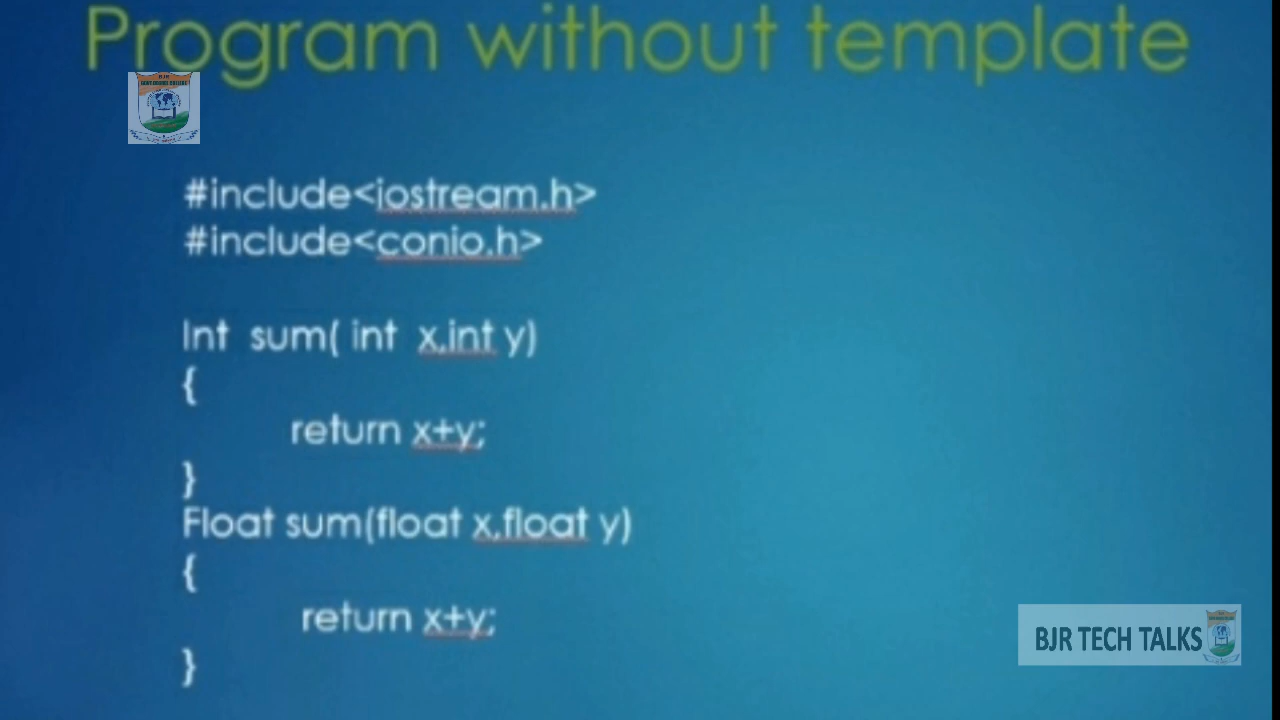 Program without template
#include<iostream.h>
#include<conio.h>
Int sum( int x,int y)
{
return x+y;
}
Float sum(float x,float y)
{
return x+y;
}
BJR TECH TALKS